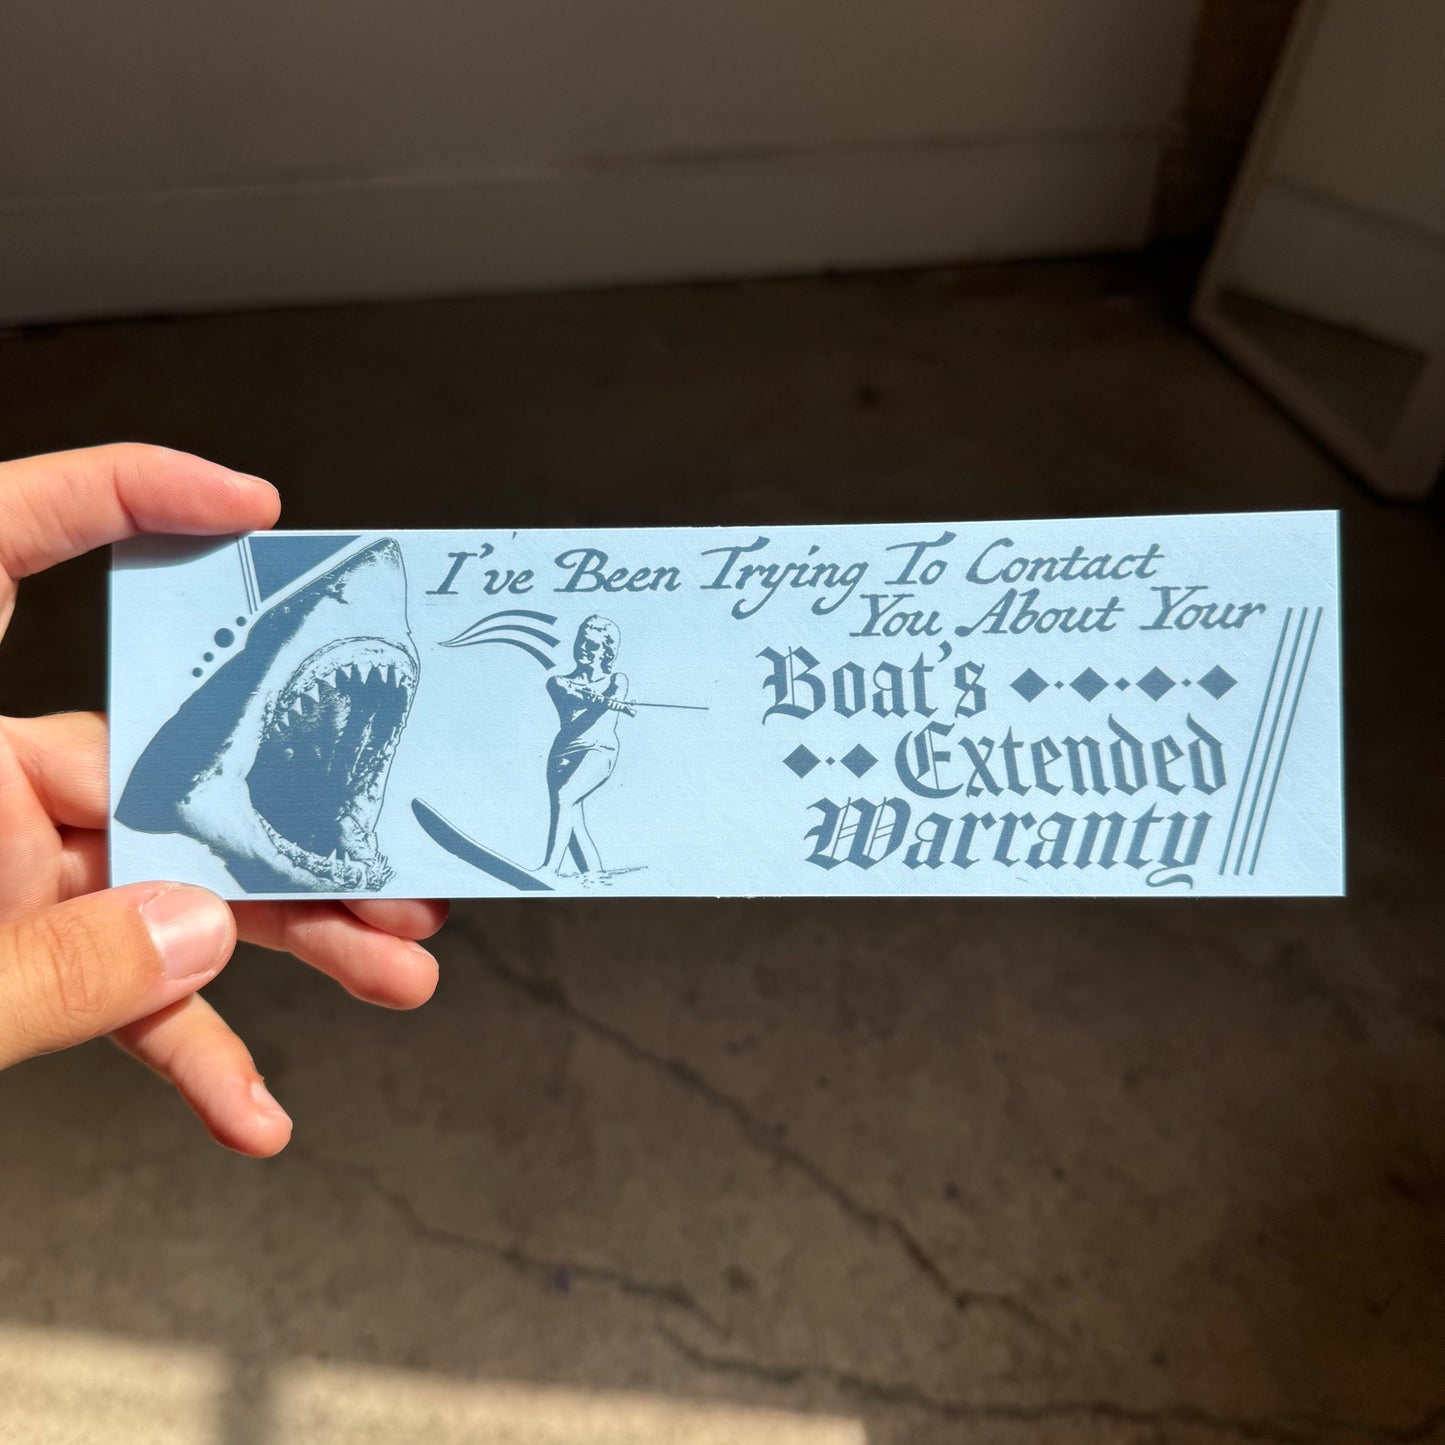 I've Been Trying To Contact
You About Your
Boat's
Extended
Warranty